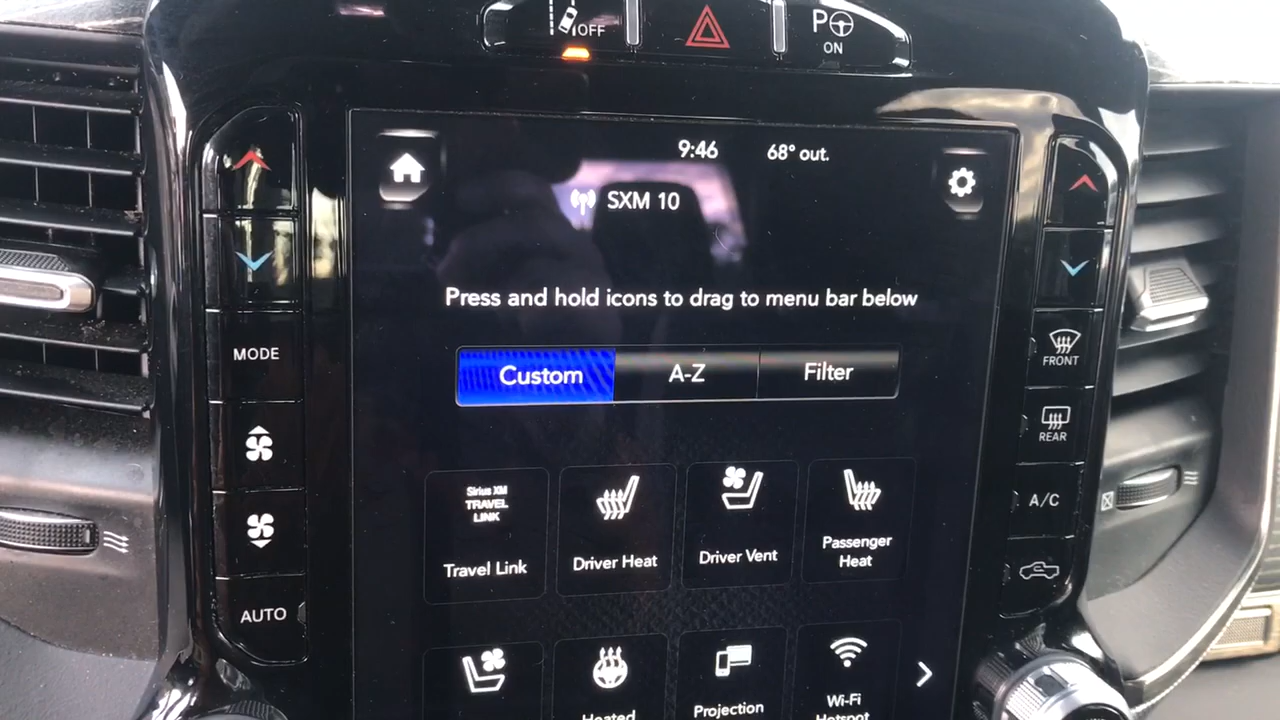 OFF
P
ON
9:46
68° out.
SXM 10
Press and hold icons to drag to menu bar below
MODE
Custom
A-Z
Filter
FRONT
REAR
Sirius XM
TRAVEL
LINK
Travel Link
Driver Heat
Driver Vent
Passenger
Heat
A/C
AUTO
Heated
Projection
Wi-Fi
Hotspot